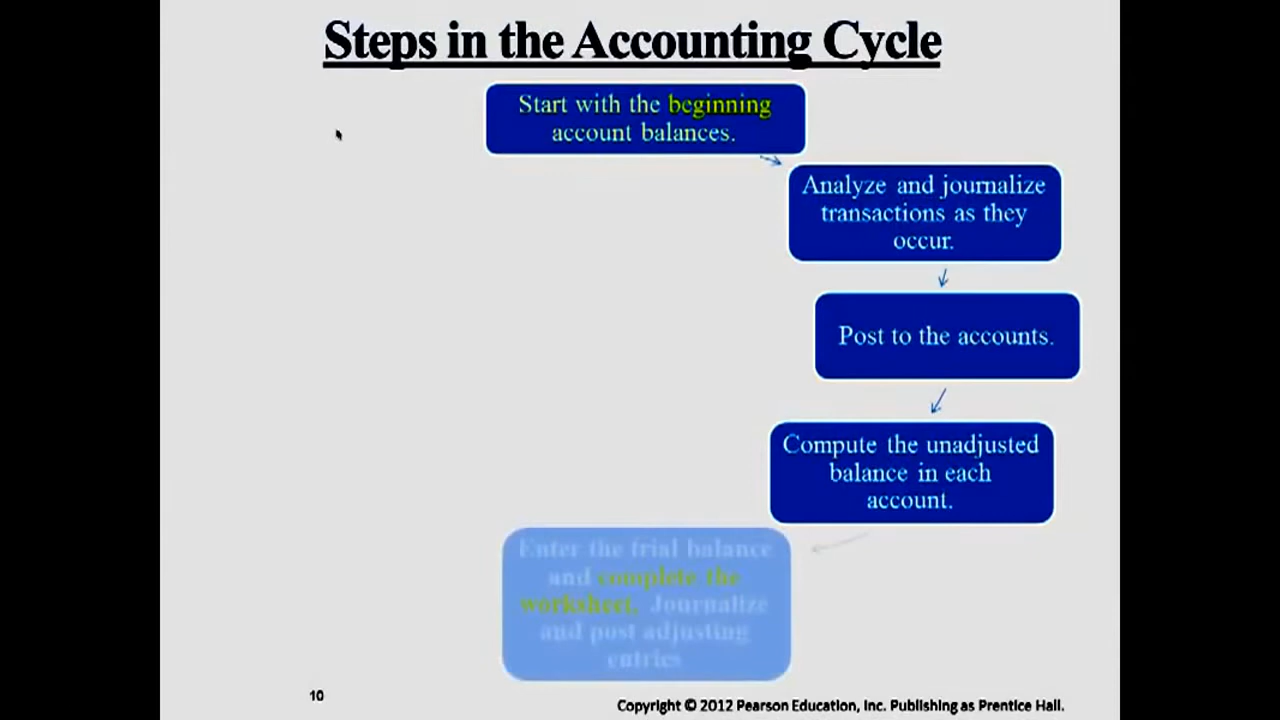 Steps in the Accounting Cycle
Start with the beginning
account balances.
Analyze and journalize
transactions as they
occur.
Post to the accounts.
Compute the unadjusted
balance in each
account.
Enter the trial balance
and complete the
worksheet. Journalize
and post adjusting
entries
10
Copyright © 2012 Pearson Education, Inc. Publishing as Prentice Hall.